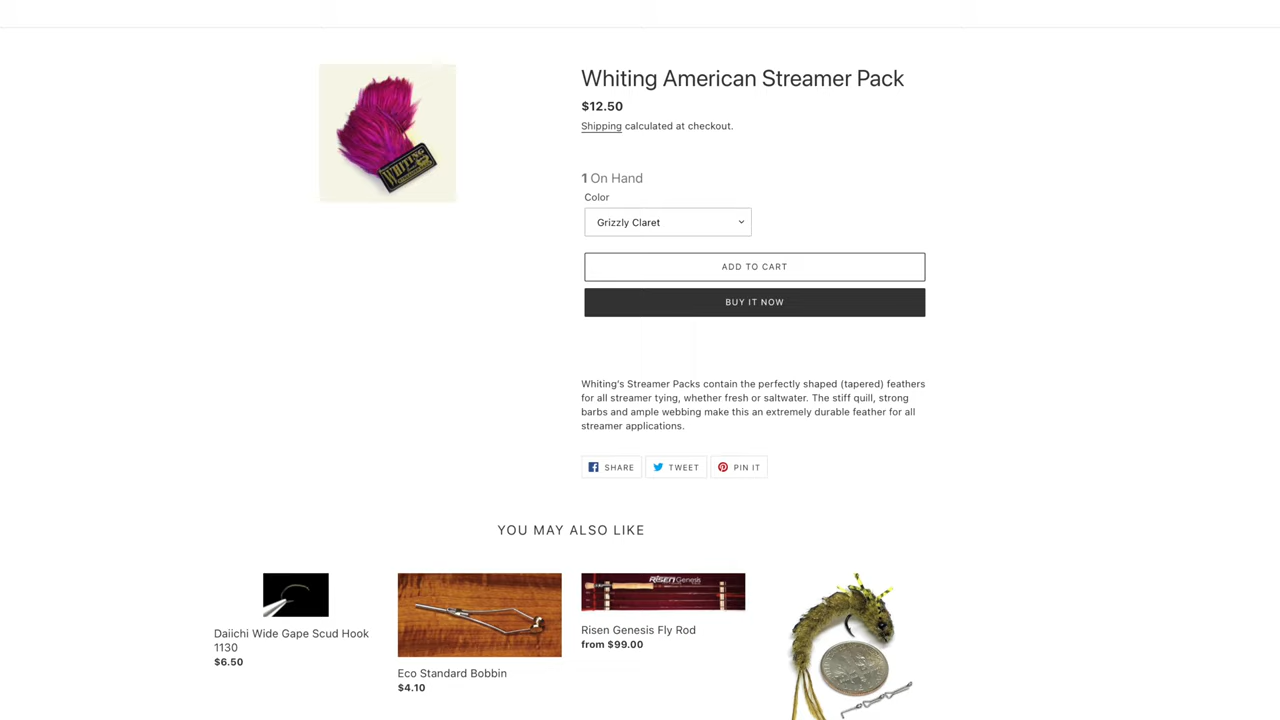 Whiting American Streamer Pack
$12.50
Shipping calculated at checkout.
1 On Hand
Color
Grizzly Claret
ADD TO CART
BUY IT NOW
Whiting's Streamer Packs contain the perfectly shaped (tapered) feathers
for all streamer tying, whether fresh or saltwater. The stiff quill, strong
barbs and ample webbing make this an extremely durable feather for all
streamer applications.
SHARE
TWEET
PIN IT
YOU MAY ALSO LIKE
Daiichi Wide Gape Scud Hook
1130
$6.50
Eco Standard Bobbin
$4.10
Risen Genesis Fly Rod
from $99.00
WHITING
RISEN Genesis